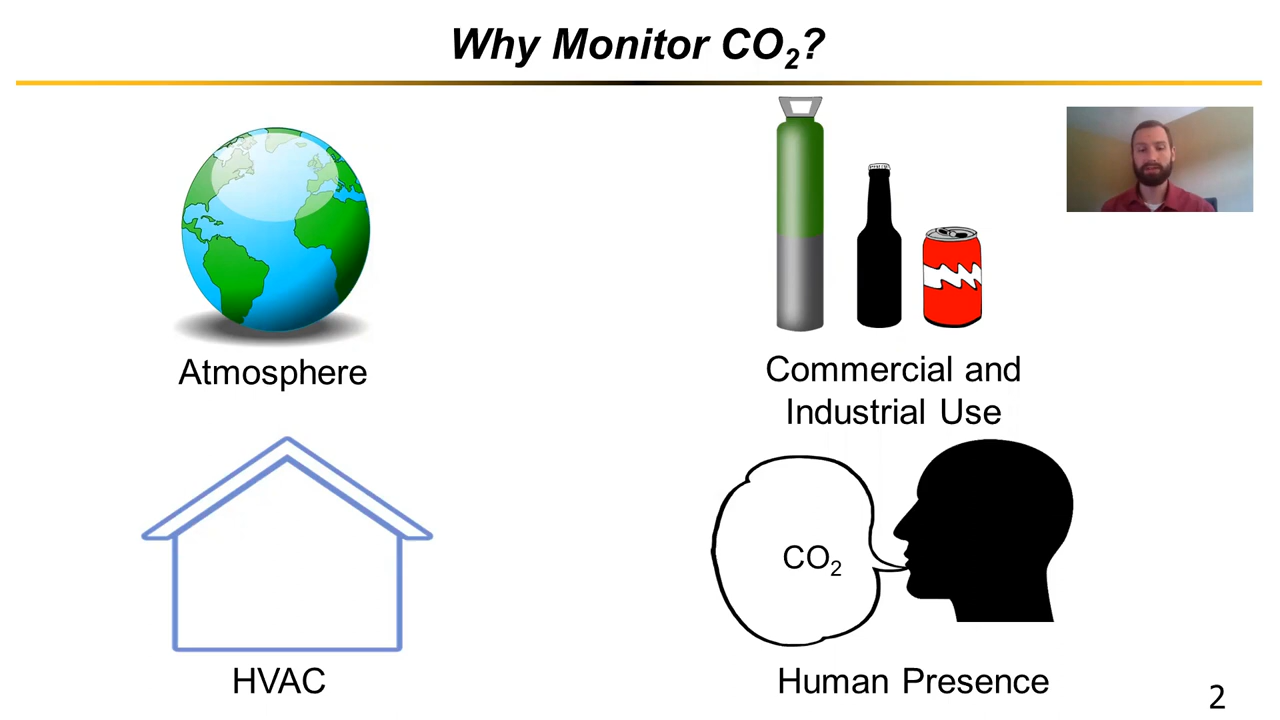 Why Monitor CO₂?
Atmosphere
Commercial and
Industrial Use
HVAC
CO₂
Human Presence
2